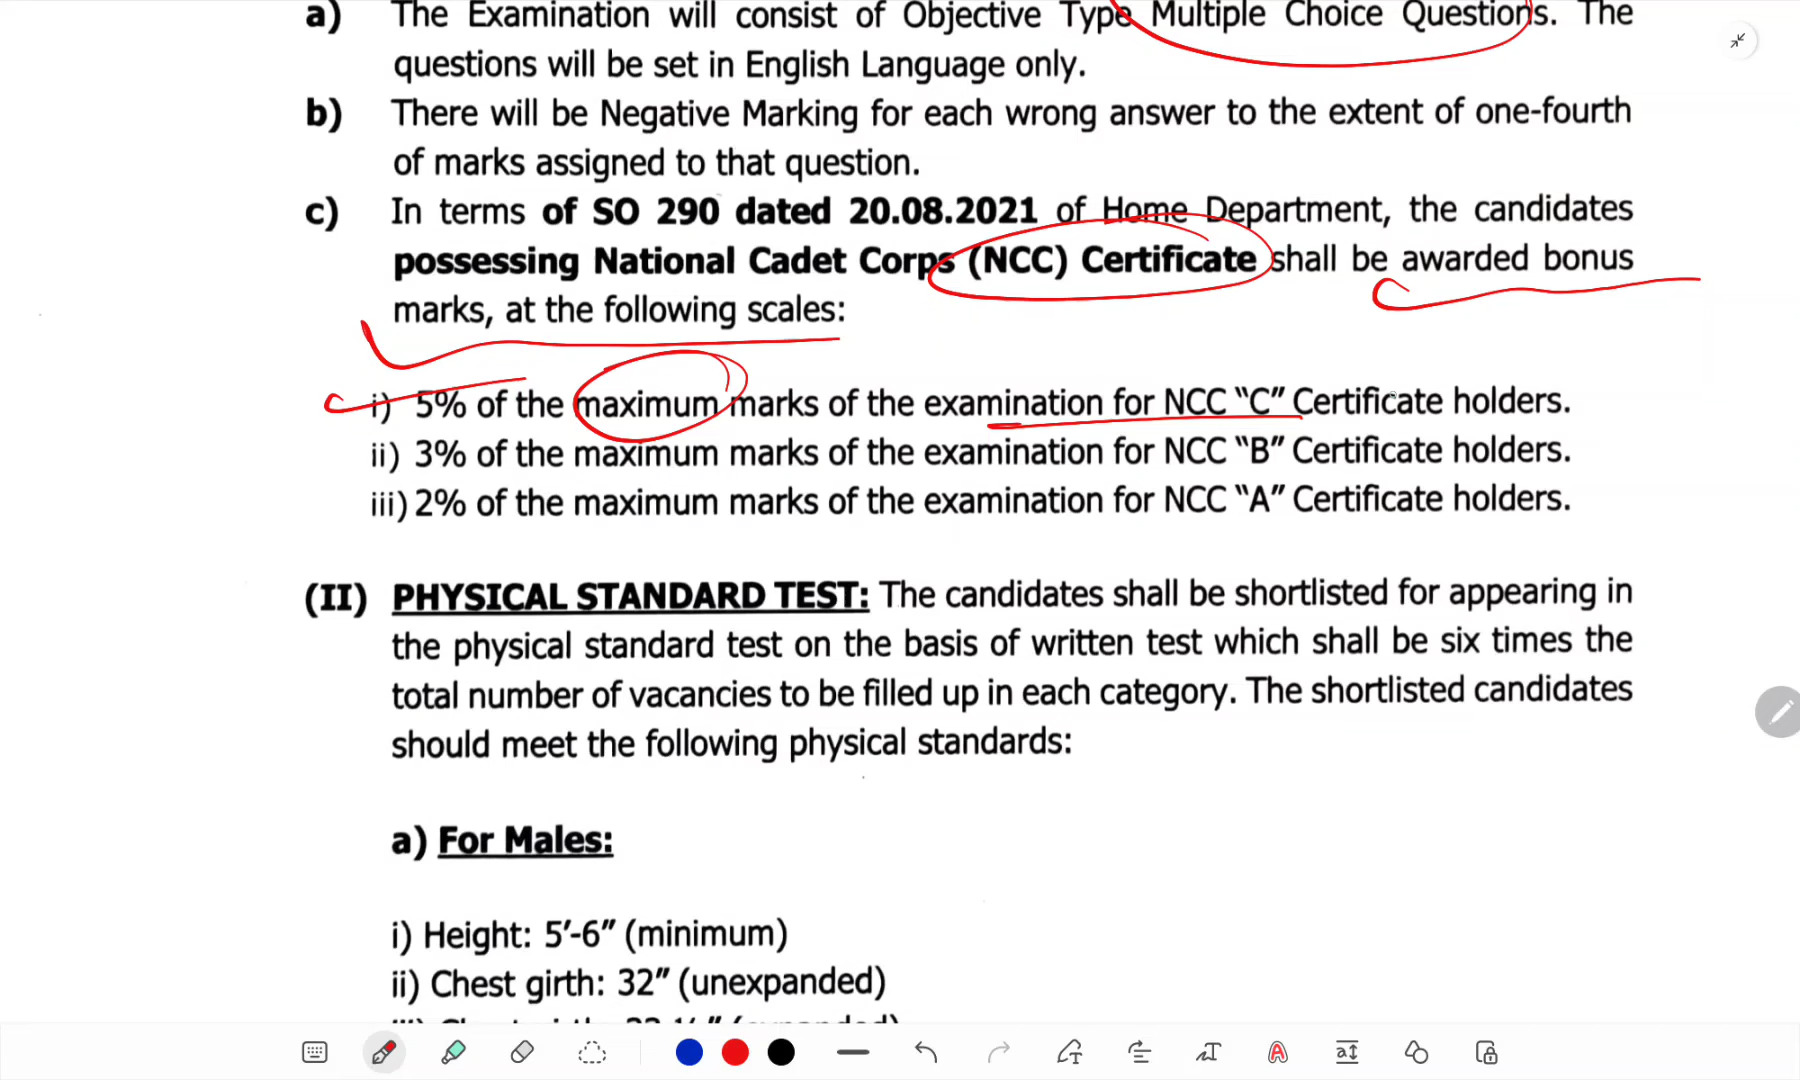 a) The Examination will consist of Objective Type Multiple Choice Questions. The
questions will be set in English Language only.
b) There will be Negative Marking for each wrong answer to the extent of one-fourth
of marks assigned to that question.
c) In terms of SO 290 dated 20.08.2021 of Home Department, the candidates
possessing National Cadet Corps (NCC) Certificate shall be awarded bonus
marks, at the following scales:
i) 5% of the maximum marks of the examination for NCC "C" Certificate holders.
ii) 3% of the maximum marks of the examination for NCC "B" Certificate holders.
iii) 2% of the maximum marks of the examination for NCC "A" Certificate holders.
(II) PHYSICAL STANDARD TEST: The candidates shall be shortlisted for appearing in
the physical standard test on the basis of written test which shall be six times the
total number of vacancies to be filled up in each category. The shortlisted candidates
should meet the following physical standards:
a) For Males:
i) Height: 5'-6" (minimum)
ii) Chest girth: 32" (unexpanded)